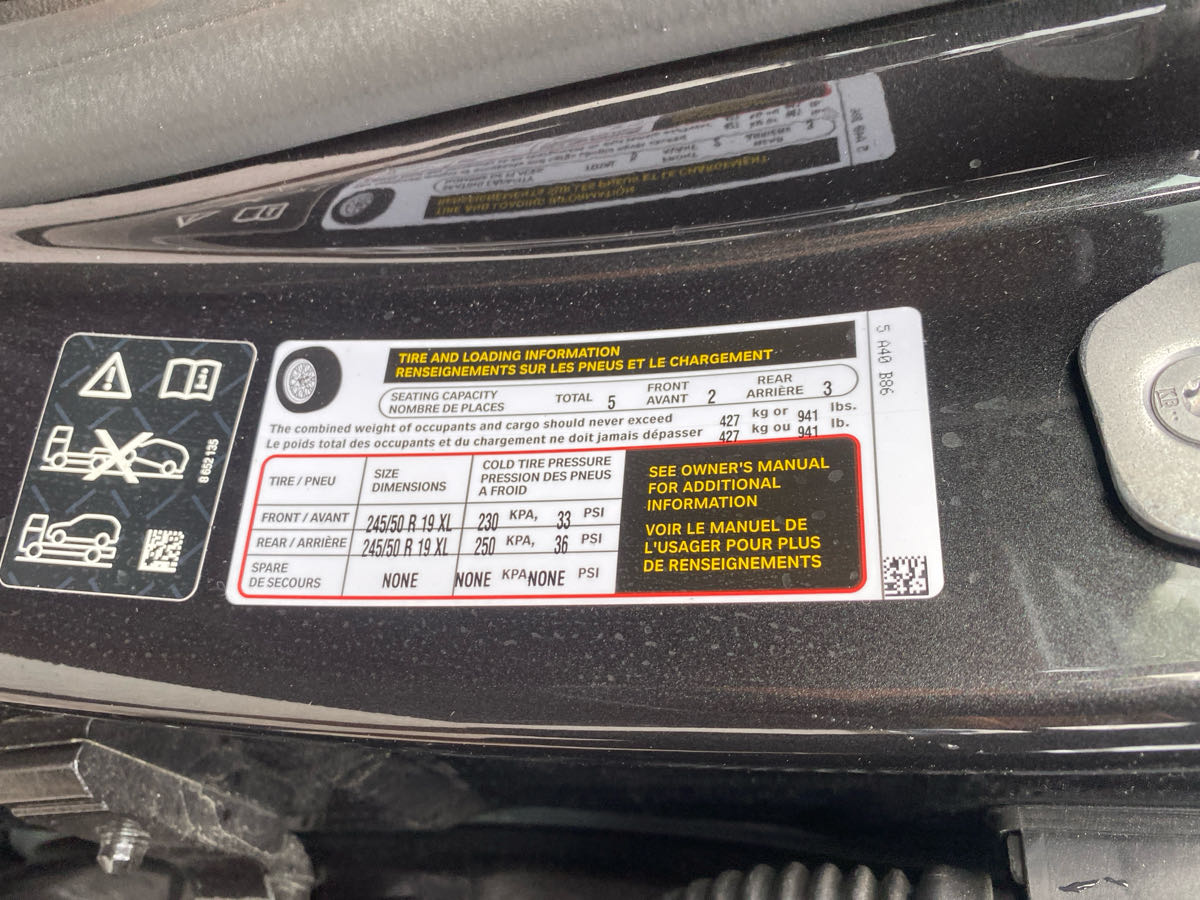 TIRE AND LOADING INFORMATION
RENSEIGNEMENTS SUR LES PNEUS ET LE CHARGEMENT
SEATING CAPACITY
NOMBRE DE PLACES
TOTAL 5
FRONT
AVANT 2
REAR
ARRIÈRE 3
The combined weight of occupants and cargo should never exceed 427 kg or 941 lbs.
Le poids total des occupants et du chargement ne doit jamais dépasser 427 kg ou 941 lb.
TIRE / PNEU
SIZE
DIMENSIONS
COLD TIRE PRESSURE
PRESSION DES PNEUS
A FROID
FRONT / AVANT 245/50 R 19 XL 230 KPA, 33 PSI
REAR / ARRIÈRE 245/50 R 19 XL 250 KPA, 36 PSI
SPARE
DE SECOURS NONE NONE KPA NONE PSI
SEE OWNER'S MANUAL
FOR ADDITIONAL
INFORMATION
VOIR LE MANUEL DE
L'USAGER POUR PLUS
DE RENSEIGNEMENTS
5 A40 B86
8 652 135